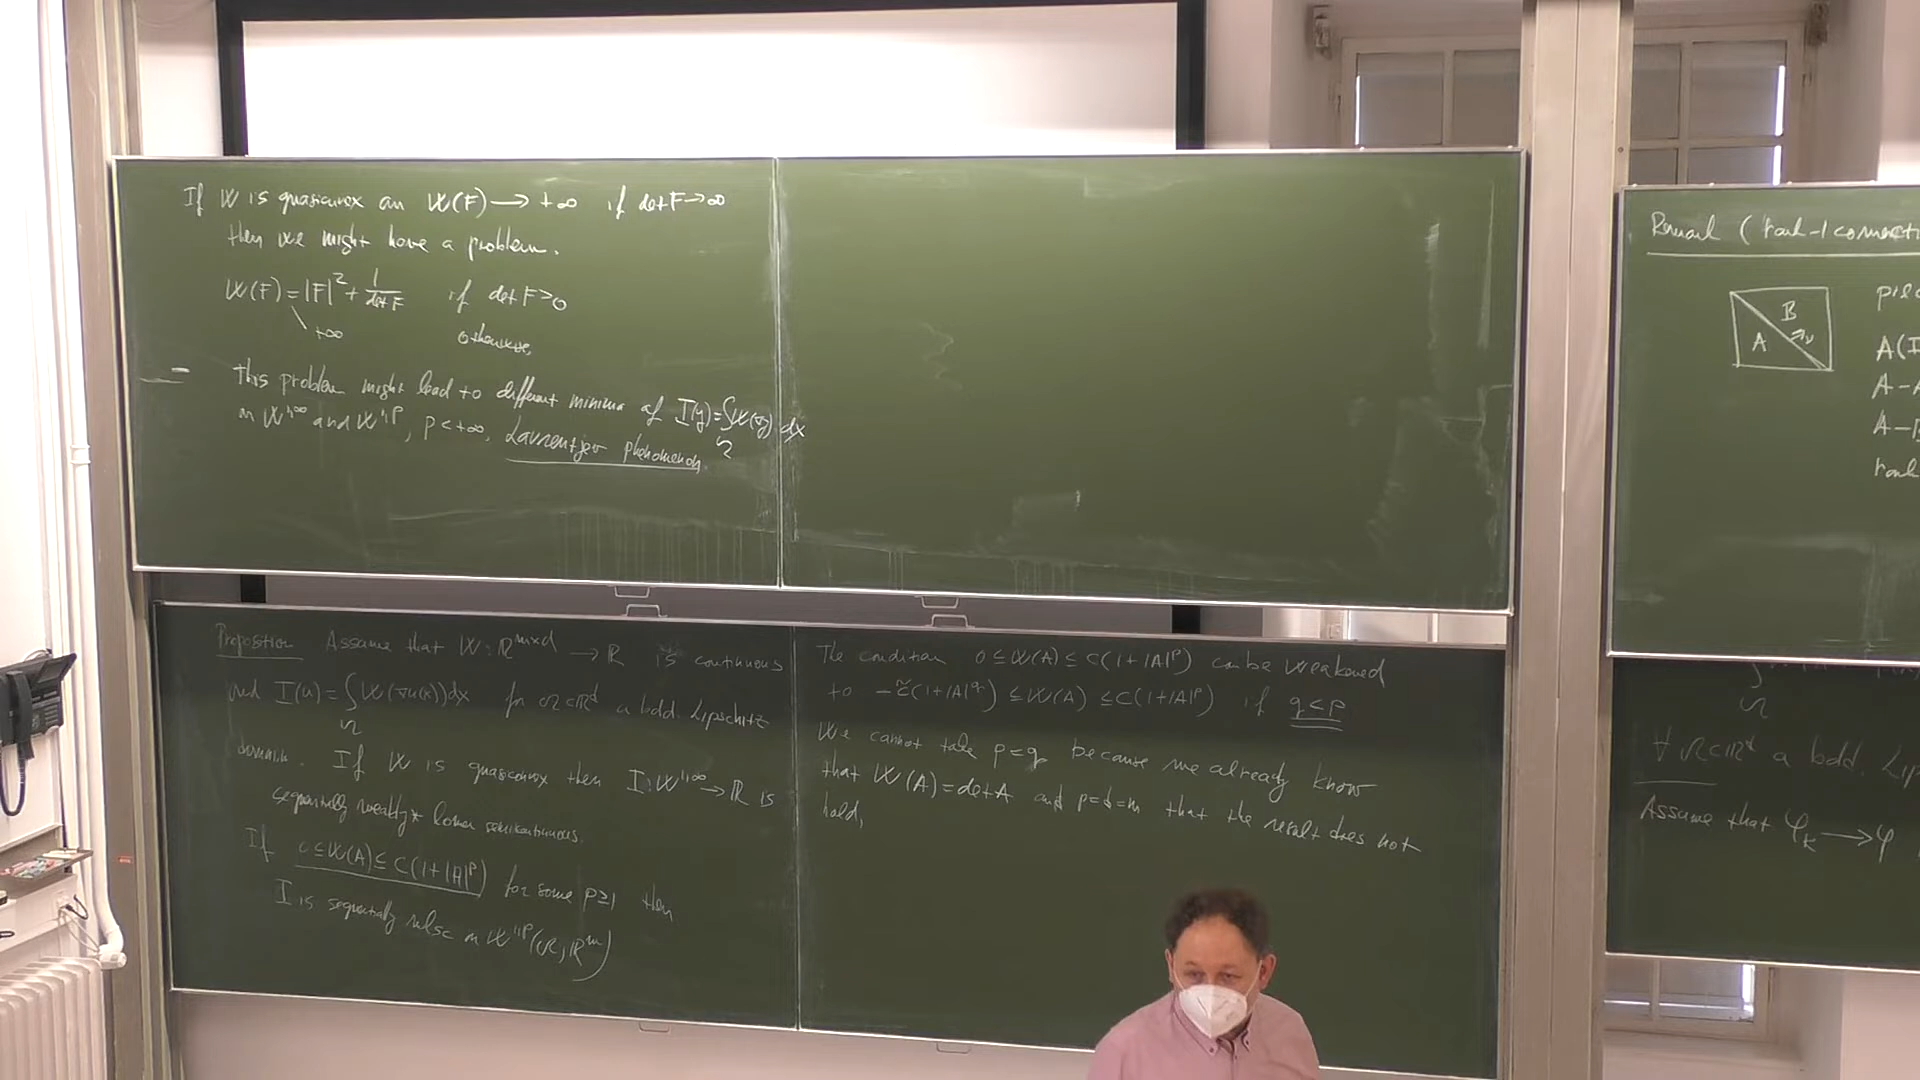 If W is quasiconvex an W(F) ⟶ +∞ if det F→∞
then we might have a problem.
W(F) = |F|² + 1/det F if det F>0
+∞ otherwise,
This problem might lead to different minima of I(y)=∫_Ω W(∇y) dx
in W^{1,∞} and W^{1,p}, p<+∞. Lavrentjev phenomenon.
Proposition Assume that W: ℝ^{m×d} → ℝ is continuous
and I(u) = ∫_Ω W(∇u(x))dx for Ω⊂ℝ^d a bdd. Lipschitz
domain. If W is quasiconvex then I: W^{1,∞} → ℝ is
sequentially weakly* lower semicontinuous.
If 0 ≤ W(A) ≤ C(1+|A|^p) for some p≥1 then
I is sequentially wlsc in W^{1,p}(Ω; ℝ^m)
The condition 0 ≤ W(A) ≤ C(1+|A|^p) can be weakened
to -C̃(1+|A|^q) ≤ W(A) ≤ C(1+|A|^p) if q<p
We cannot take p=q because we already know
that W(A) = det A and p=d=m that the result does not
hold,
Remark (rank-1 connecti
B
A ν
A-
A-
rank
Ω
∀ Ω⊂ℝ^d a bdd. Lip
Assume that φ_k ⟶ φ